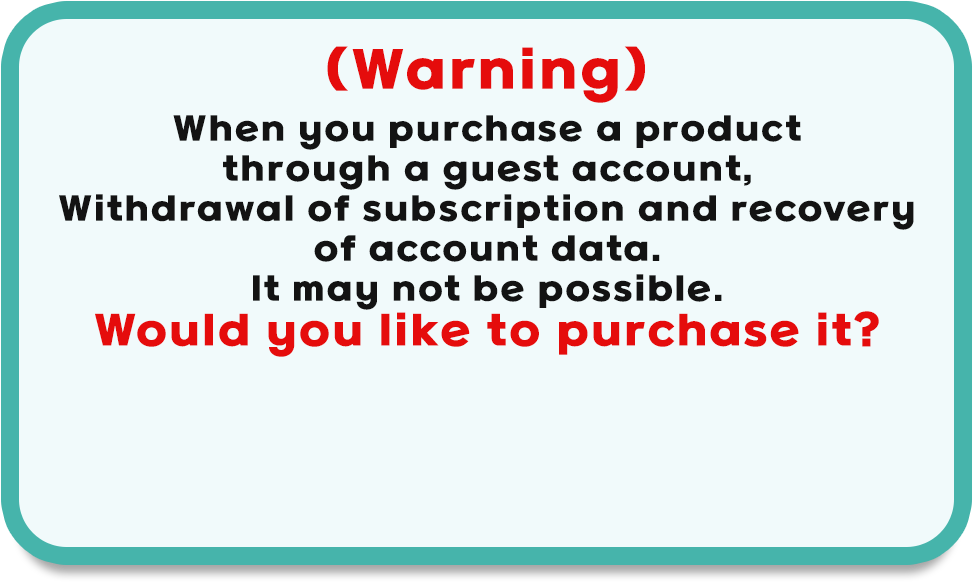 (Warning)
When you purchase a product
through a guest account,
Withdrawal of subscription and recovery
of account data.
It may not be possible.
Would you like to purchase it?